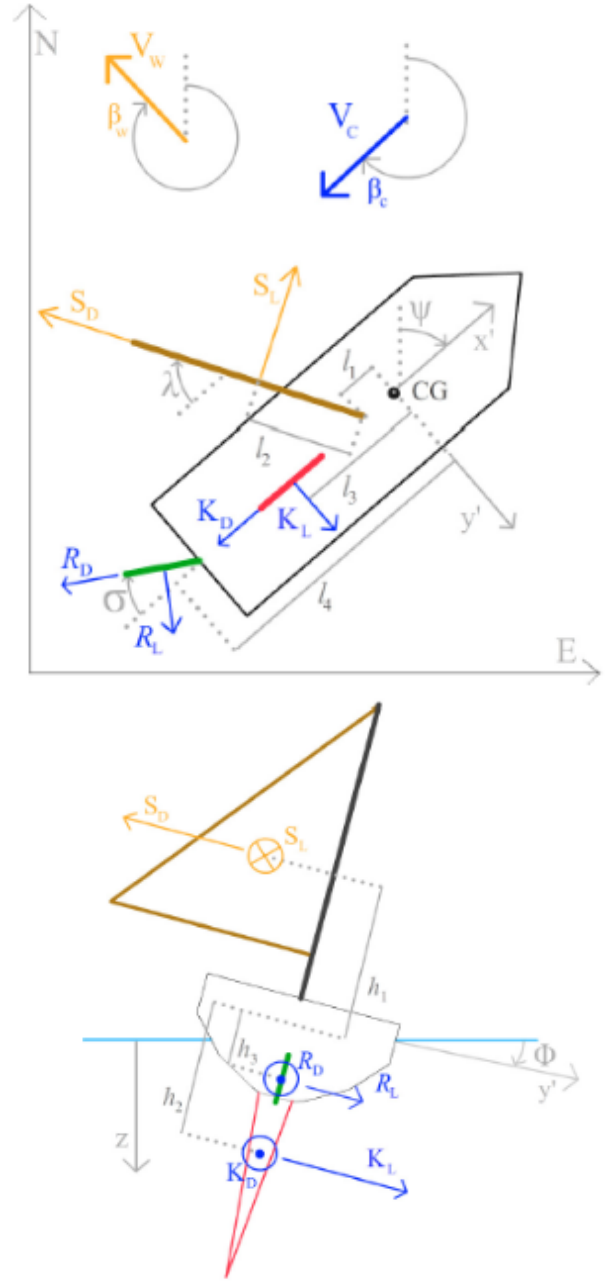 N
V_W
β_w
V_C
β_c
S_D
S_L
λ
ψ
x'
l_1
CG
l_2
l_3
K_D
K_L
y'
R_D
σ
R_L
l_4
E
S_D
S_L
h_1
h_3
R_D
Φ
R_L
y'
h_2
z
K_D
K_L